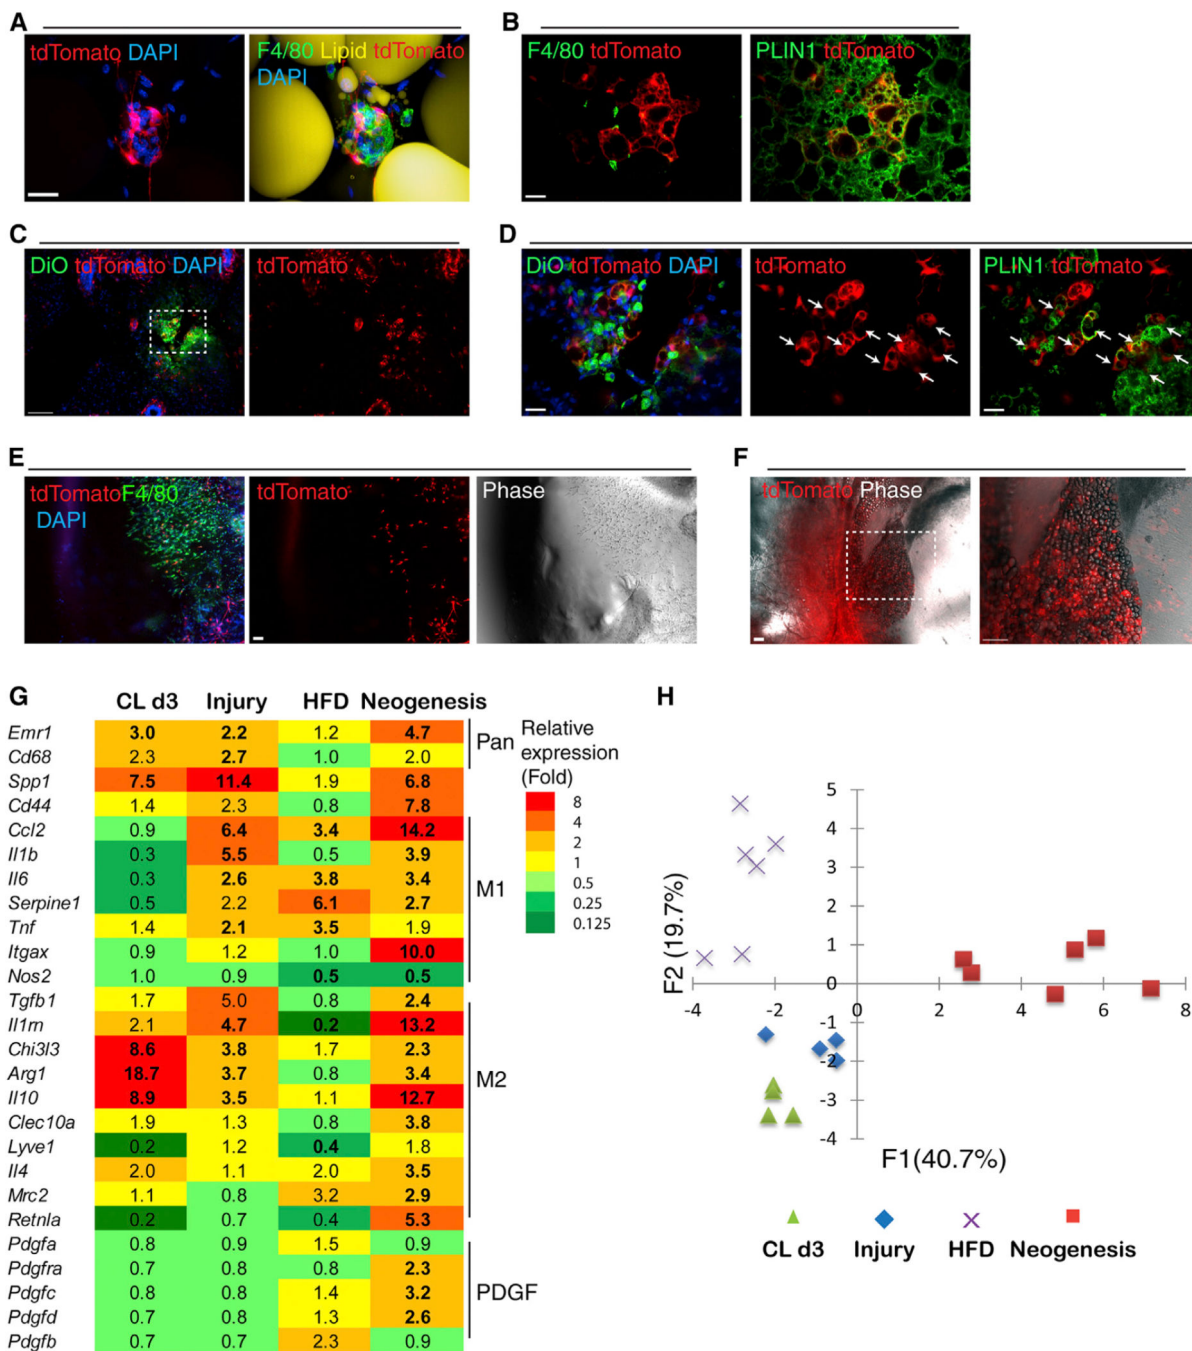 A
tdTomato DAPI
F4/80 Lipid tdTomato
DAPI
B
F4/80 tdTomato
PLIN1 tdTomato
C
DiO tdTomato DAPI
tdTomato
D
DiO tdTomato DAPI
tdTomato
PLIN1 tdTomato
E
tdTomato F4/80
DAPI
tdTomato
Phase
F
tdTomato Phase
G
CL d3 Injury HFD Neogenesis
Emr1 3.0 2.2 1.2 4.7
Cd68 2.3 2.7 1.0 2.0
Spp1 7.5 11.4 1.9 6.8
Cd44 1.4 2.3 0.8 7.8
Ccl2 0.9 6.4 3.4 14.2
Il1b 0.3 5.5 0.5 3.9
Il6 0.3 2.6 3.8 3.4
Serpine1 0.5 2.2 6.1 2.7
Tnf 1.4 2.1 3.5 1.9
Itgax 0.9 1.2 1.0 10.0
Nos2 1.0 0.9 0.5 0.5
Tgfb1 1.7 5.0 0.8 2.4
Il1rn 2.1 4.7 0.2 13.2
Chi3l3 8.6 3.8 1.7 2.3
Arg1 18.7 3.7 0.8 3.4
Il10 8.9 3.5 1.1 12.7
Clec10a 1.9 1.3 0.8 3.8
Lyve1 0.2 1.2 0.4 1.8
Il4 2.0 1.1 2.0 3.5
Mrc2 1.1 0.8 3.2 2.9
Retnla 0.2 0.7 0.4 5.3
Pdgfa 0.8 0.9 1.5 0.9
Pdgfra 0.7 0.8 0.8 2.3
Pdgfc 0.8 0.8 1.4 3.2
Pdgfd 0.7 0.8 1.3 2.6
Pdgfb 0.7 0.7 2.3 0.9
Pan
M1
M2
PDGF
Relative
expression
(Fold)
8
4
2
1
0.5
0.25
0.125
H
5
4
3
2
1
0
-1
-2
-3
-4
F2 (19.7%)
-4 -2 0 2 4 6 8
F1(40.7%)
CL d3 Injury HFD Neogenesis